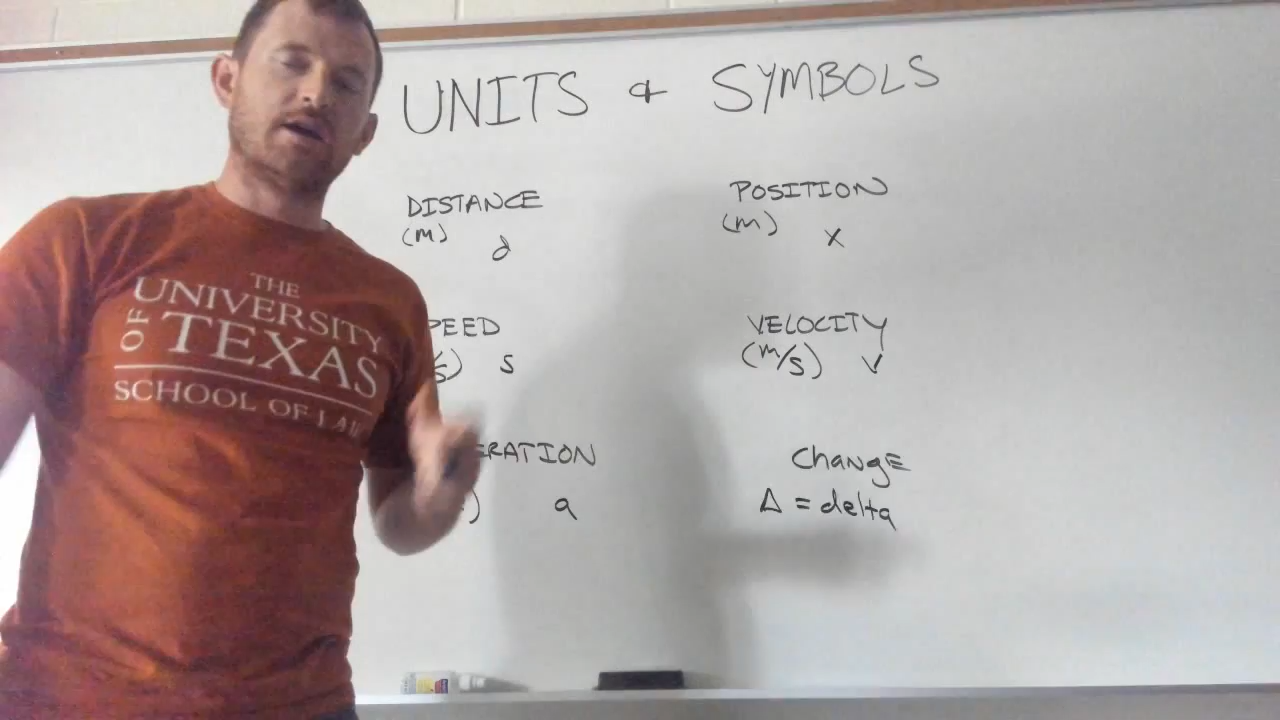 UNITS & SYMBOLS
DISTANCE
(m) d
POSITION
(m) x
PEED
s
VELOCITY
(m/s) v
ERATION
a
ChangE
Δ = delta
THE
UNIVERSITY
OF TEXAS
SCHOOL OF LAW